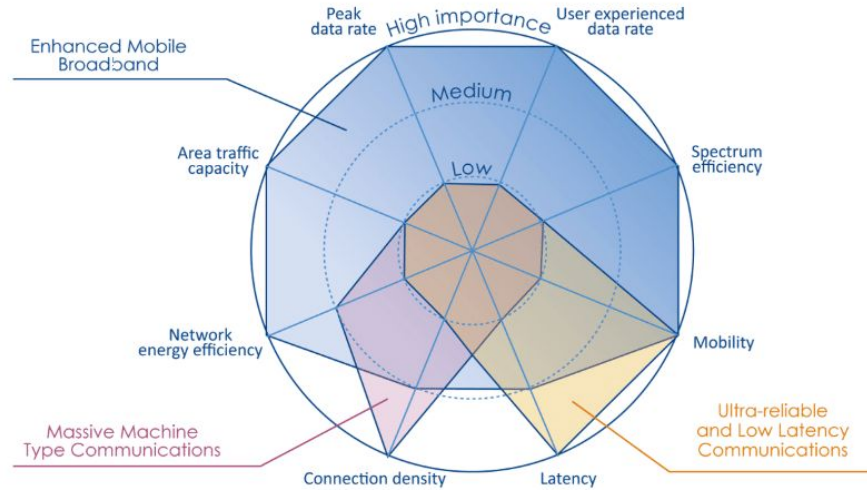 Peak
data rate
High importance
User experienced
data rate
Enhanced Mobile
Broadband
Medium
Area traffic
capacity
Low
Spectrum
efficiency
Network
energy efficiency
Mobility
Massive Machine
Type Communications
Ultra-reliable
and Low Latency
Communications
Connection density
Latency